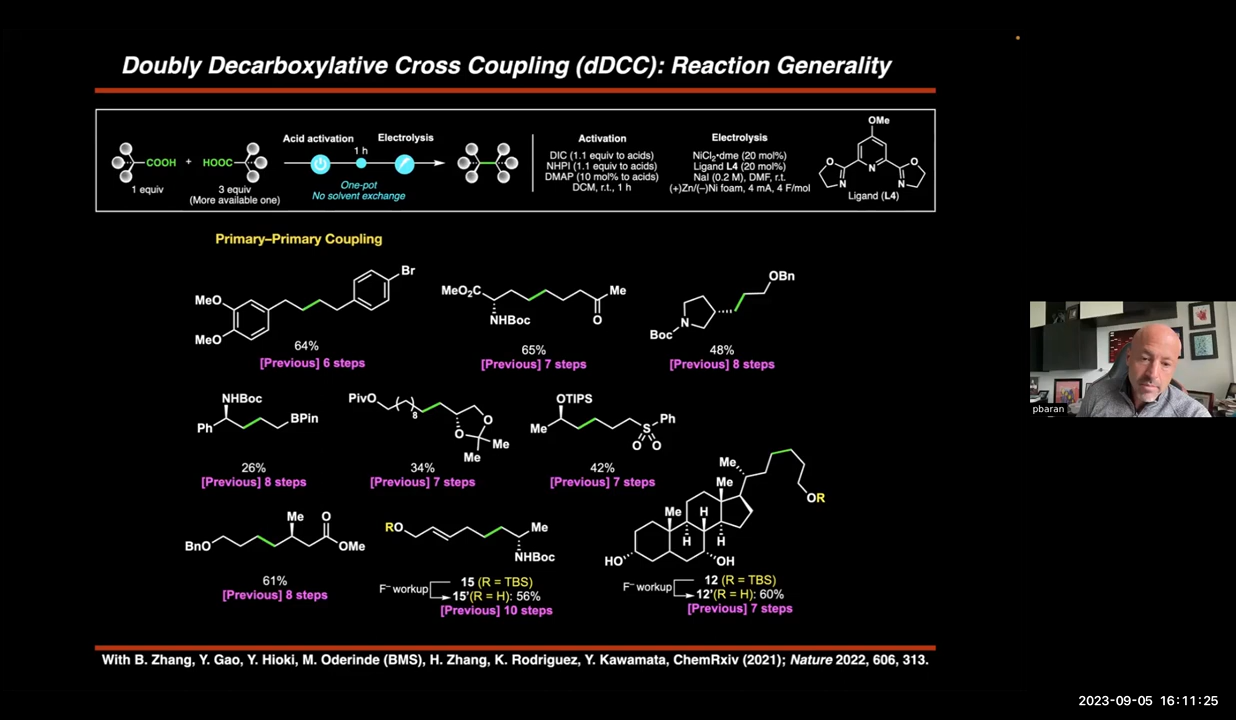 Doubly Decarboxylative Cross Coupling (dDCC): Reaction Generality
COOH + HOOC
1 equiv
3 equiv
(More available one)
Acid activation
1 h
Electrolysis
One-pot
No solvent exchange
Activation
DIC (1.1 equiv to acids)
NHPI (1.1 equiv to acids)
DMAP (10 mol% to acids)
DCM, r.t., 1 h
Electrolysis
NiCl₂•dme (20 mol%)
Ligand L4 (20 mol%)
NaI (0.2 M), DMF, r.t.
(+)Zn/(–)Ni foam, 4 mA, 4 F/mol
OMe
O
N
O
N
N
Ligand (L4)
Primary–Primary Coupling
MeO
MeO
Br
64%
[Previous] 6 steps
MeO₂C
NHBoc
Me
O
65%
[Previous] 7 steps
OBn
N
Boc
48%
[Previous] 8 steps
NHBoc
Ph
BPin
26%
[Previous] 8 steps
PivO
8
O
O
Me
Me
34%
[Previous] 7 steps
OTIPS
Me
Ph
S
O O
42%
[Previous] 7 steps
Me O
BnO
OMe
61%
[Previous] 8 steps
RO
Me
NHBoc
F⁻ workup
15 (R = TBS)
15'(R = H): 56%
[Previous] 10 steps
Me
Me
OR
Me
H
H
H
HO
OH
F⁻ workup
12 (R = TBS)
12'(R = H): 60%
[Previous] 7 steps
With B. Zhang, Y. Gao, Y. Hioki, M. Oderinde (BMS), H. Zhang, K. Rodriguez, Y. Kawamata, ChemRxiv (2021); Nature 2022, 606, 313.
pbaran
2023-09-05 16:11:25